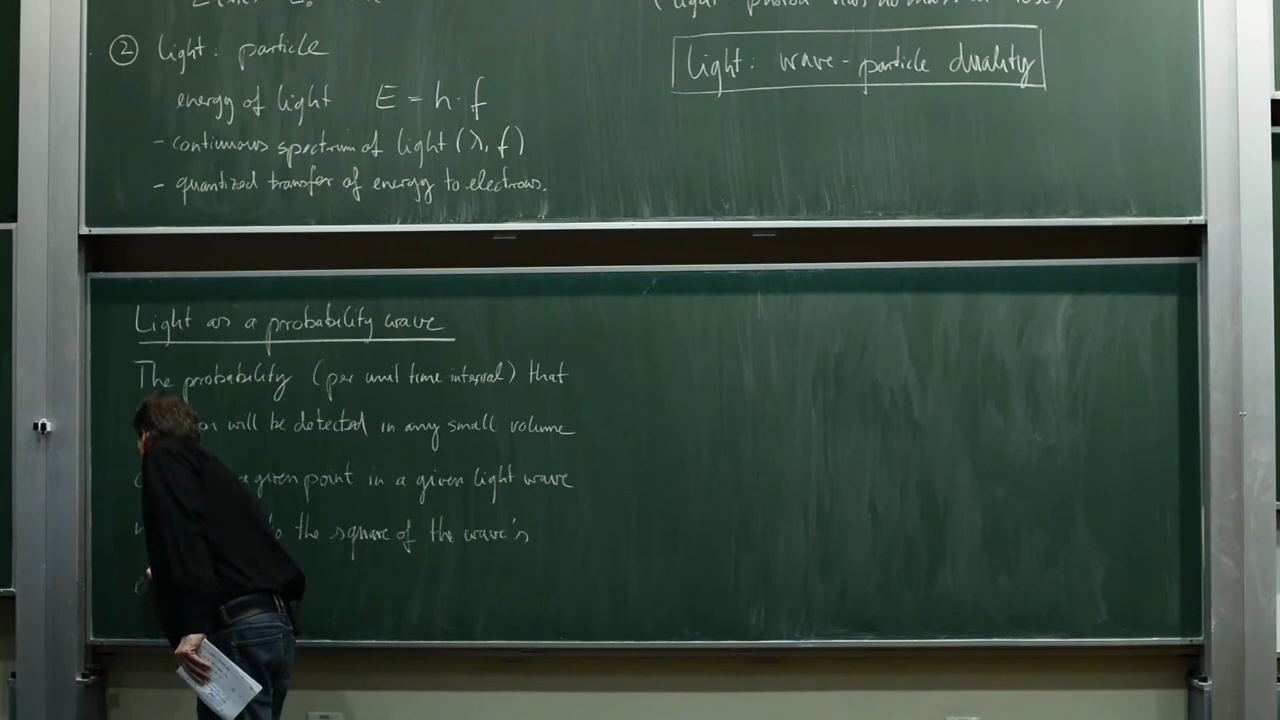 ② light: particle
energy of light E = h · f
- continuous spectrum of light (λ, f)
- quantized transfer of energy to electrons.
light: wave-particle duality
Light as a probability wave
The probability (per unit time interval) that
will be detected in any small volume
a given point in a given light wave
the square of the wave's